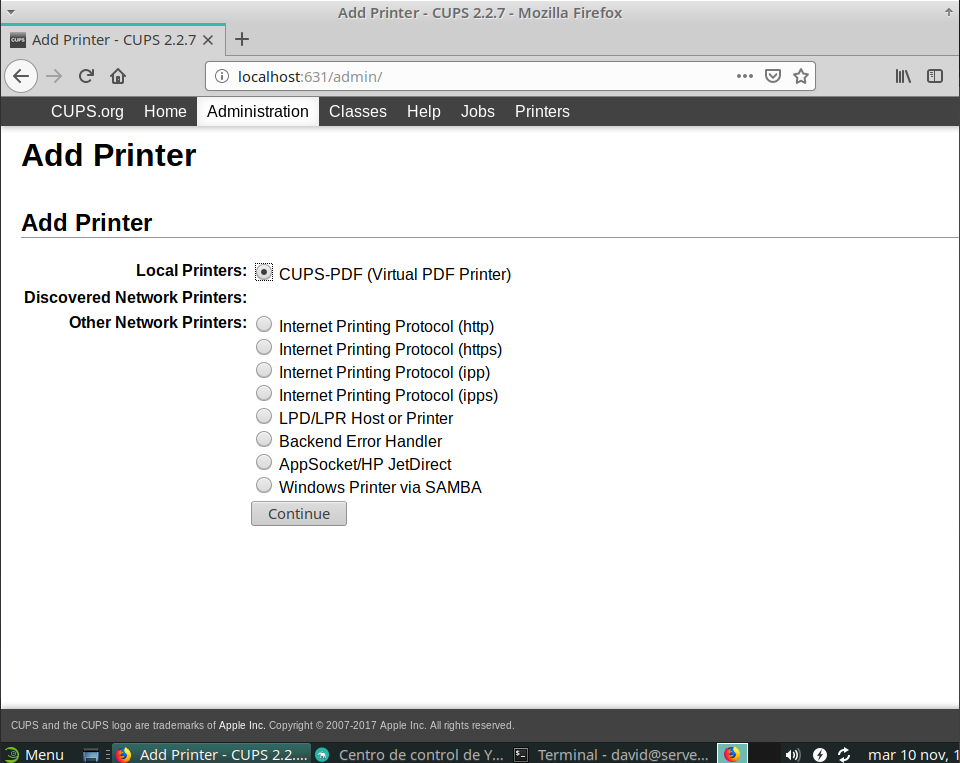 Add Printer - CUPS 2.2.7 - Mozilla Firefox
CUPS Add Printer - CUPS 2.2.7
localhost:631/admin/
CUPS.org Home Administration Classes Help Jobs Printers
Add Printer
Add Printer
Local Printers: CUPS-PDF (Virtual PDF Printer)
Discovered Network Printers:
Other Network Printers: Internet Printing Protocol (http)
Internet Printing Protocol (https)
Internet Printing Protocol (ipp)
Internet Printing Protocol (ipps)
LPD/LPR Host or Printer
Backend Error Handler
AppSocket/HP JetDirect
Windows Printer via SAMBA
Continue
CUPS and the CUPS logo are trademarks of Apple Inc. Copyright © 2007-2017 Apple Inc. All rights reserved.
Menu Add Printer - CUPS 2.2.... Centro de control de Y... Terminal - david@serve... mar 10 nov, 1